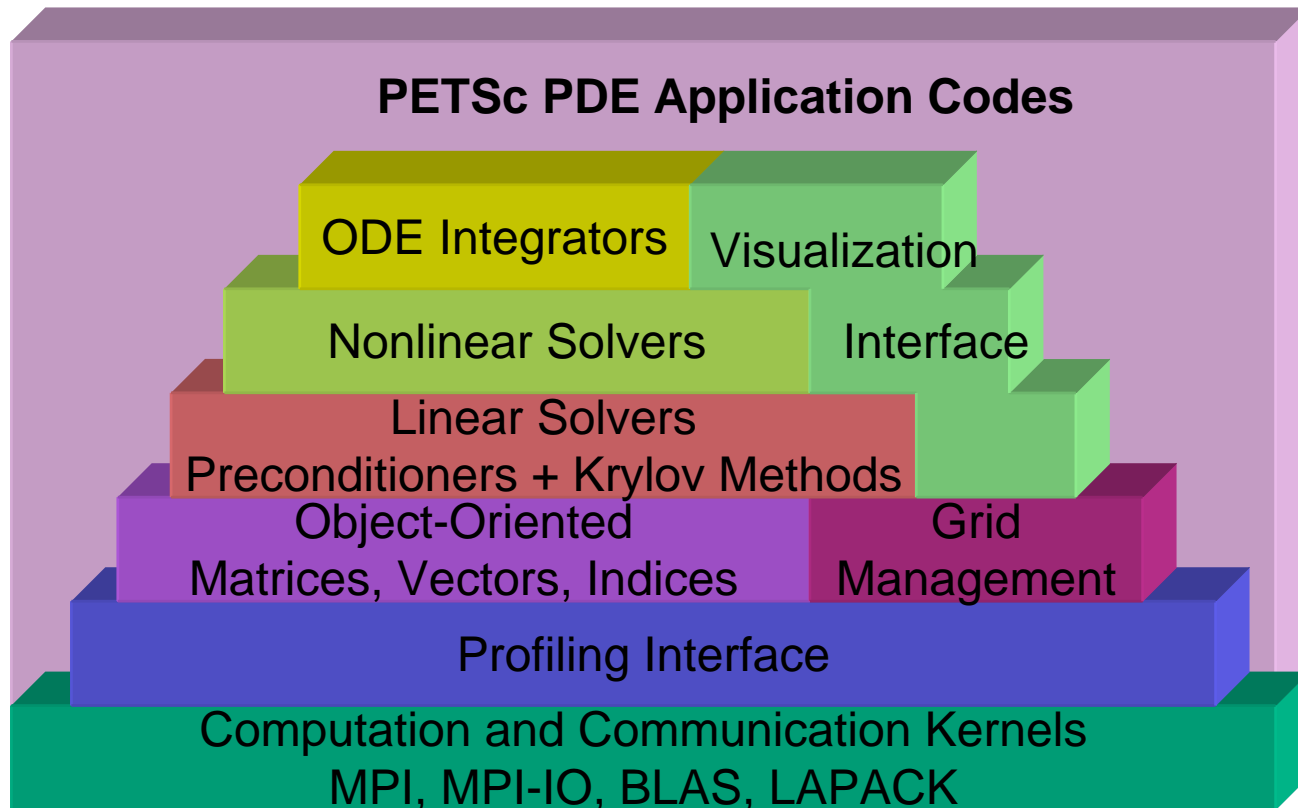 PETSc PDE Application Codes
ODE Integrators
Visualization
Nonlinear Solvers
Interface
Linear Solvers
Preconditioners + Krylov Methods
Object-Oriented
Matrices, Vectors, Indices
Grid
Management
Profiling Interface
Computation and Communication Kernels
MPI, MPI-IO, BLAS, LAPACK